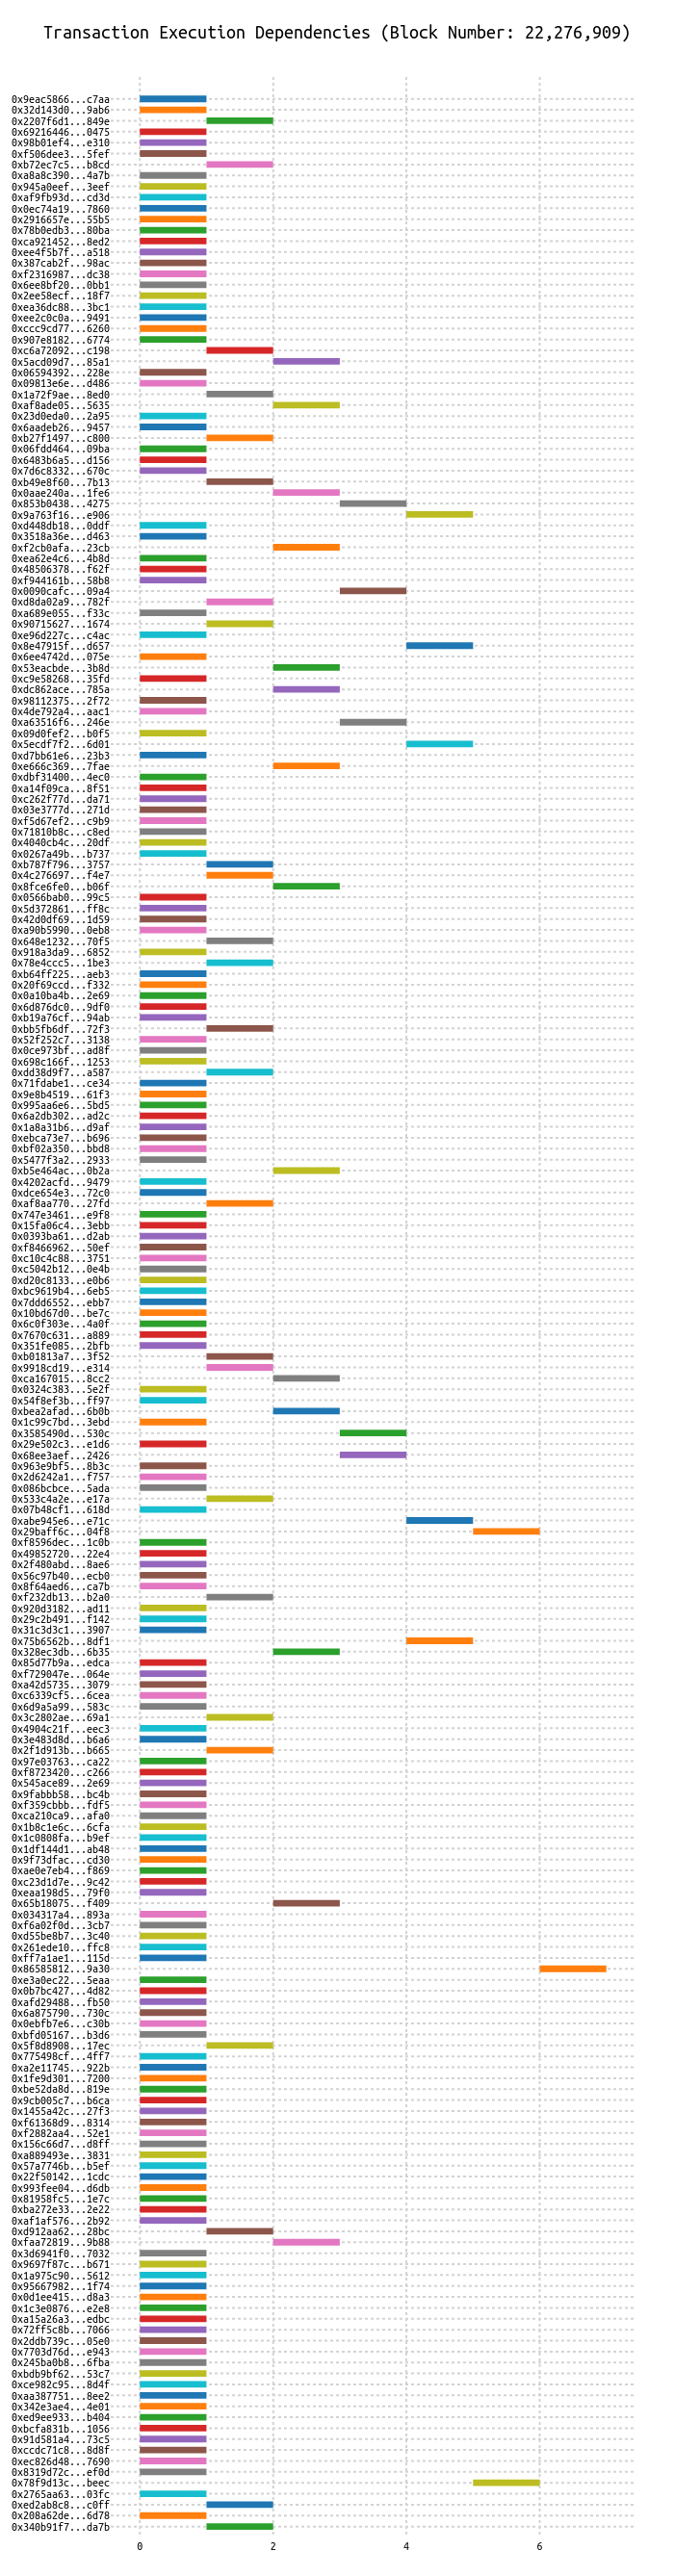 Transaction Execution Dependencies (Block Number: 22,276,909)
0x9eac5866...c7aa
0x32d143d0...9ab6
0x2207f6d1...849e
0x69216446...0475
0x98b01ef4...e310
0xf506dee3...5fef
0xb72ec7c5...b8cd
0xa8a8c390...4a7b
0x945a0eef...3eef
0xaf9fb93d...cd3d
0x0ec74a19...7860
0x2916657e...55b5
0x78b0edb3...80ba
0xca921452...8ed2
0xee4f5b7f...a518
0x387cab2f...98ac
0xf2316987...dc38
0x6ee8bf20...0bb1
0x2ee58ecf...18f7
0xea36dc88...3bc1
0xee2c0c0a...9491
0xccc9cd77...6260
0x907e8182...6774
0xc6a72092...c198
0x5acd09d7...85a1
0x06594392...228e
0x09813e6e...d486
0x1a72f9ae...8ed0
0xaf8ade05...5635
0x23d0eda0...2a95
0x6aadeb26...9457
0xb27f1497...c800
0x06fdd464...09ba
0x6483b6a5...d156
0x7d6c8332...670c
0xb49e8f60...7b13
0x0aae240a...1fe6
0x853b0438...4275
0x9a763f16...e906
0xd448db18...0ddf
0x3518a36e...d463
0xf2cb0afa...23cb
0xea62e4c6...4b8d
0x48506378...f62f
0xf944161b...58b8
0x0090cafc...09a4
0xd8da02a9...782f
0xa689e055...f33c
0x90715627...1674
0xe96d227c...c4ac
0x8e47915f...d657
0x6ee4742d...075e
0x53eacbde...3b8d
0xc9e58268...35fd
0xdc862ace...785a
0x98112375...2f72
0x4de792a4...aac1
0xa63516f6...246e
0x09d0fef2...b0f5
0x5ecdf7f2...6d01
0xd7bb61e6...23b3
0xe666c369...7fae
0xdbf31400...4ec0
0xa14f09ca...8f51
0xc262f77d...da71
0x03e3777d...271d
0xf5d67ef2...c9b9
0x71810b8c...c8ed
0x4040cb4c...20df
0x0267a49b...b737
0xb787f796...3757
0x4c276697...f4e7
0x8fce6fe0...b06f
0x0566bab0...99c5
0x5d372861...ff8c
0x42d0df69...1d59
0xa90b5990...0eb8
0x648e1232...70f5
0x918a3da9...6852
0x78e4ccc5...1be3
0xb64ff225...aeb3
0x20f69ccd...f332
0x0a10ba4b...2e69
0x6d876dc0...9df0
0xb19a76cf...94ab
0xbb5fb6df...72f3
0x52f252c7...3138
0x0ce973bf...ad8f
0x698c166f...1253
0xdd38d9f7...a587
0x71fdabe1...ce34
0x9e8b4519...61f3
0x995aa6e6...5bd5
0x6a2db302...ad2c
0x1a8a31b6...d9af
0xebca73e7...b696
0xbf02a350...bbd8
0x5477f3a2...2933
0xb5e464ac...0b2a
0x4202acfd...9479
0xdce654e3...72c0
0xaf8aa770...27fd
0x747e3461...e9f8
0x15fa06c4...3ebb
0x0393ba61...d2ab
0xf8466962...50ef
0xc10c4c88...3751
0xc5042b12...0e4b
0xd20c8133...e0b6
0xbc9619b4...6eb5
0x7ddd6552...ebb7
0x10bd67d0...be7c
0x6c0f303e...4a0f
0x7670c631...a889
0x351fe085...2bfb
0xb01813a7...3f52
0x9918cd19...e314
0xca167015...8cc2
0x0324c383...5e2f
0x54f8ef3b...ff97
0xbea2afad...6b0b
0x1c99c7bd...3ebd
0x3585490d...530c
0x29e502c3...e1d6
0x68ee3aef...2426
0x963e9bf5...8b3c
0x2d6242a1...f757
0x086bcbce...5ada
0x533c4a2e...e17a
0x07b48cf1...618d
0xabe945e6...e71c
0x29baff6c...04f8
0xf8596dec...1c0b
0x49852720...22e4
0x2f480abd...8ae6
0x56c97b40...ecb0
0x8f64aed6...ca7b
0xf232db13...b2a0
0x920d3182...ad11
0x29c2b491...f142
0x31c3d3c1...3907
0x75b6562b...8df1
0x328ec3db...6b35
0x85d77b9a...edca
0xf729047e...064e
0xa42d5735...3079
0xc6339cf5...6cea
0x6d9a5a99...583c
0x3c2802ae...69a1
0x4904c21f...eec3
0x3e483d8d...b6a6
0x2f1d913b...b665
0x97e03763...ca22
0xf8723420...c266
0x545ace89...2e69
0x9fabbb58...bc4b
0xf359cbbb...fdf5
0xca210ca9...afa0
0x1b8c1e6c...6cfa
0x1c0808fa...b9ef
0x1df144d1...ab48
0x9f73dfac...cd30
0xae0e7eb4...f869
0xc23d1d7e...9c42
0xeaa198d5...79f0
0x65b18075...f409
0x034317a4...893a
0xf6a02f0d...3cb7
0xd55be8b7...3c40
0x261ede10...ffc8
0xff7a1ae1...115d
0x86585812...9a30
0xe3a0ec22...5eaa
0x0b7bc427...4d82
0xafd29488...fb50
0x6a875790...730c
0x0ebfb7e6...c30b
0xbfd05167...b3d6
0x5f8d8908...17ec
0x775498cf...4ff7
0xa2e11745...922b
0x1fe9d301...7200
0xbe52da8d...819e
0x9cb005c7...b6ca
0x1455a42c...27f3
0xf61368d9...8314
0xf2882aa4...52e1
0x156c66d7...d8ff
0xa889493e...3831
0x57a7746b...b5ef
0x22f50142...1cdc
0x993fee04...d6db
0x81958fc5...1e7c
0xba272e33...2e22
0xaf1af576...2b92
0xd912aa62...28bc
0xfaa72819...9b88
0x3d6941f0...7032
0x9697f87c...b671
0x1a975c90...5612
0x95667982...1f74
0x0d1ee415...d8a3
0x1c3e0876...e2e8
0xa15a26a3...edbc
0x72ff5c8b...7066
0x2ddb739c...05e0
0x7703d76d...e943
0x245ba0b8...6fba
0xbdb9bf62...53c7
0xce982c95...8d4f
0xaa387751...8ee2
0x342e3ae4...4e01
0xed9ee933...b404
0xbcfa831b...1056
0x91d581a4...73c5
0xccdc71c8...8d8f
0xec826d48...7690
0x8319d72c...ef0d
0x78f9d13c...beec
0x2765aa63...03fc
0xed2ab8c8...c0ff
0x208a62de...6d78
0x340b91f7...da7b
0 2 4 6